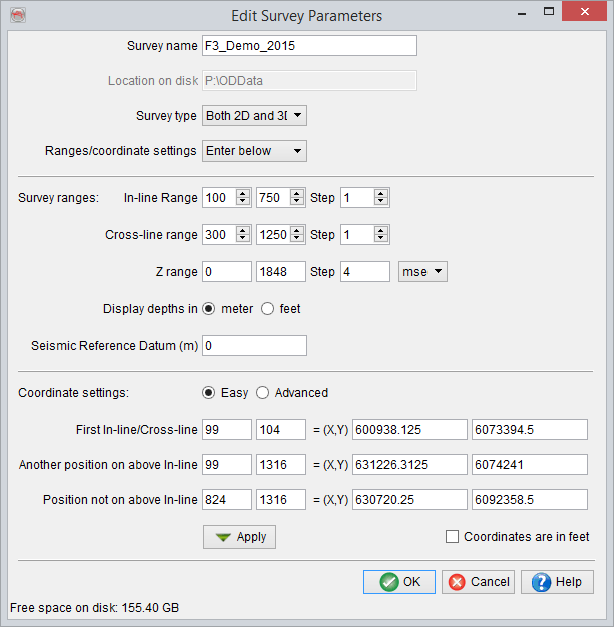 Edit Survey Parameters
Survey name F3_Demo_2015
Location on disk P:\ODData
Survey type Both 2D and 3D
Ranges/coordinate settings Enter below
Survey ranges: In-line Range 100 750 Step 1
Cross-line range 300 1250 Step 1
Z range 0 1848 Step 4 mse
Display depths in meter feet
Seismic Reference Datum (m) 0
Coordinate settings: Easy Advanced
First In-line/Cross-line 99 104 = (X,Y) 600938.125 6073394.5
Another position on above In-line 99 1316 = (X,Y) 631226.3125 6074241
Position not on above In-line 824 1316 = (X,Y) 630720.25 6092358.5
Apply Coordinates are in feet
OK Cancel Help
Free space on disk: 155.40 GB